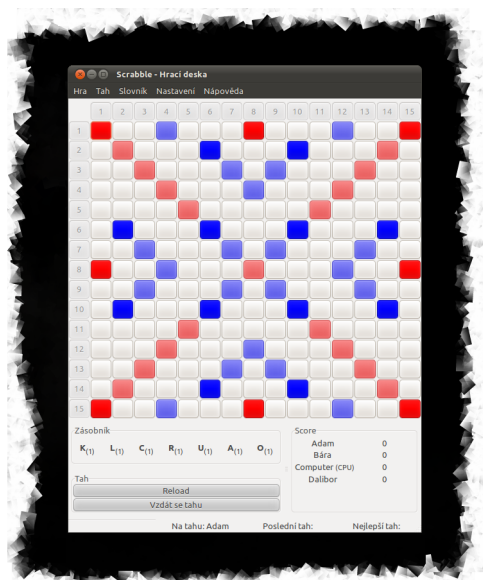 Scrabble - Hrací deska
Hra Tah Slovník Nastavení Nápověda
1 2 3 4 5 6 7 8 9 10 11 12 13 14 15
1
2
3
4
5
6
7
8
9
10
11
12
13
14
15
Zásobník
K(1) L(1) C(1) R(1) U(1) A(1) O(1)
Tah
Reload
Vzdát se tahu
Score
Adam 0
Bára 0
Computer (CPU) 0
Dalibor 0
Na tahu: Adam Poslední tah: Nejlepší tah: